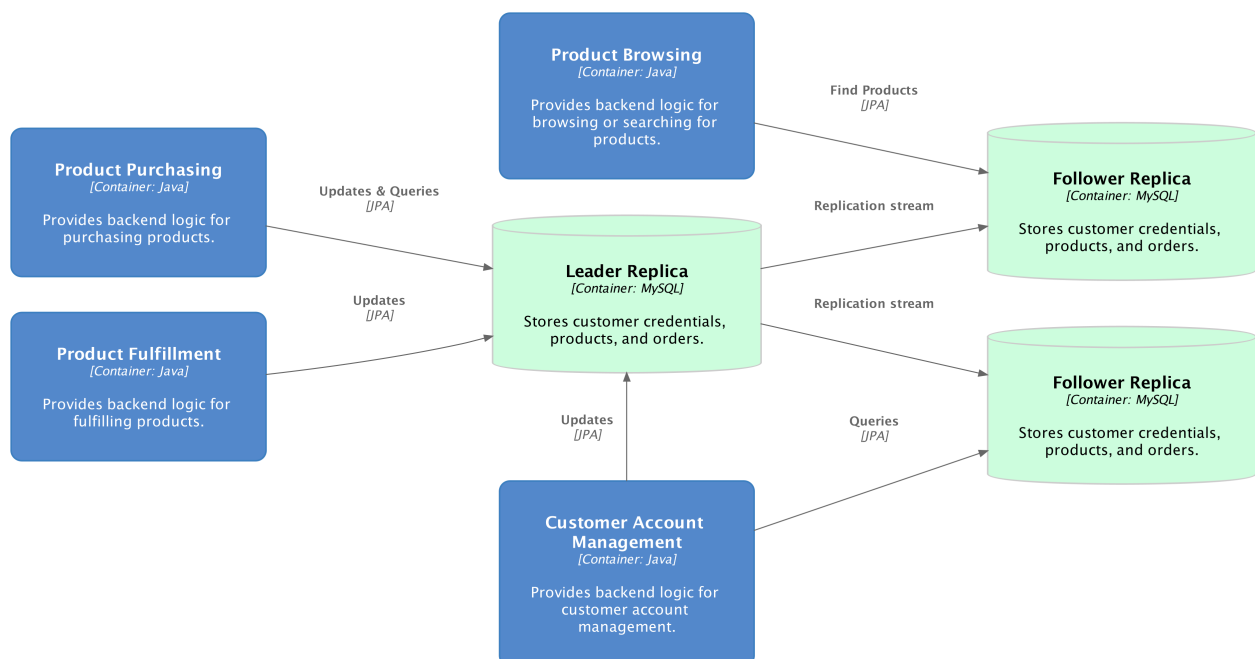 Product Browsing
[Container: Java]
Provides backend logic for
browsing or searching for
products.
Find Products
[JPA]
Product Purchasing
[Container: Java]
Provides backend logic for
purchasing products.
Updates & Queries
[JPA]
Follower Replica
[Container: MySQL]
Stores customer credentials,
products, and orders.
Replication stream
Leader Replica
[Container: MySQL]
Stores customer credentials,
products, and orders.
Updates
[JPA]
Replication stream
Product Fulfillment
[Container: Java]
Provides backend logic for
fulfilling products.
Follower Replica
[Container: MySQL]
Stores customer credentials,
products, and orders.
Updates
[JPA]
Queries
[JPA]
Customer Account
Management
[Container: Java]
Provides backend logic for
customer account
management.